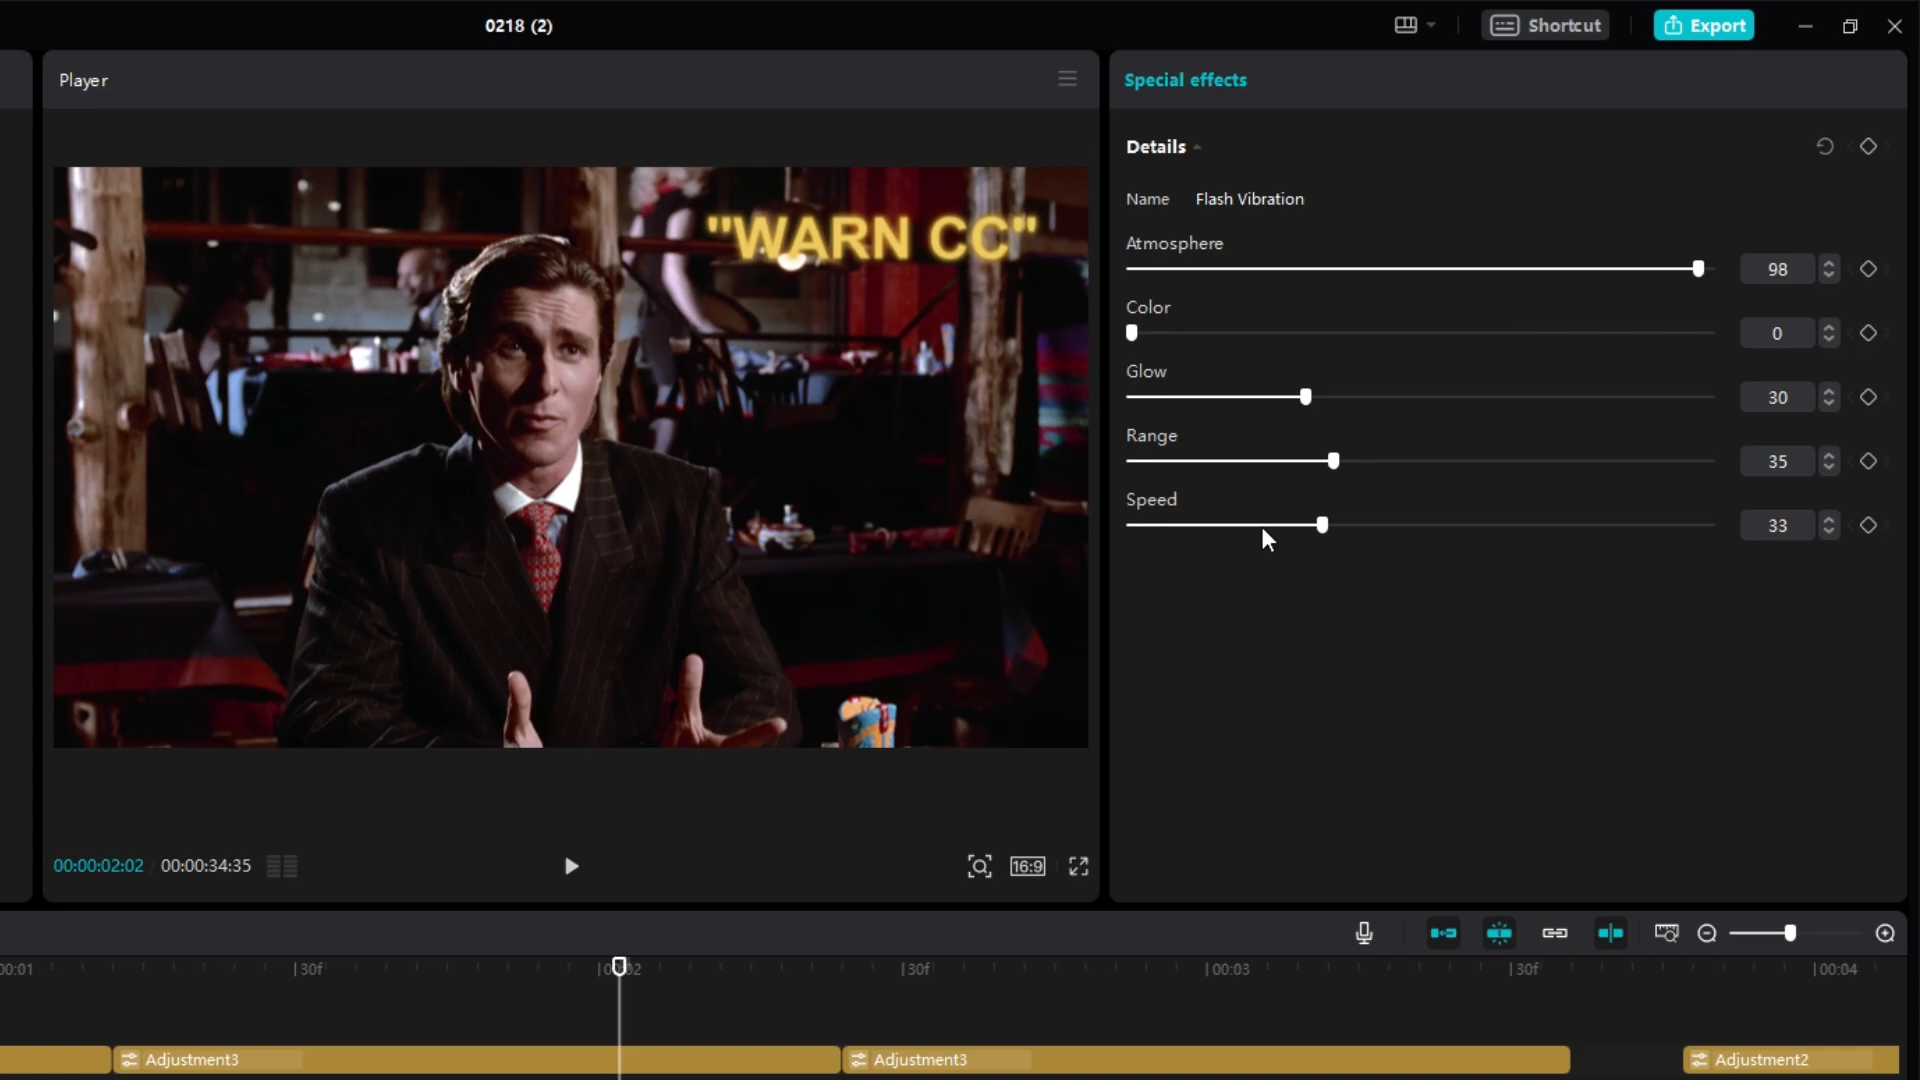 0218 (2)
Shortcut
Export
Player
Special effects
Details
Name Flash Vibration
"WARN CC"
Atmosphere
98
Color
0
Glow
30
Range
35
Speed
33
00:00:02:02 00:00:34:35
16:9
00:01 30f 00:02 30f 00:03 30f 00:04
Adjustment3 Adjustment3 Adjustment2